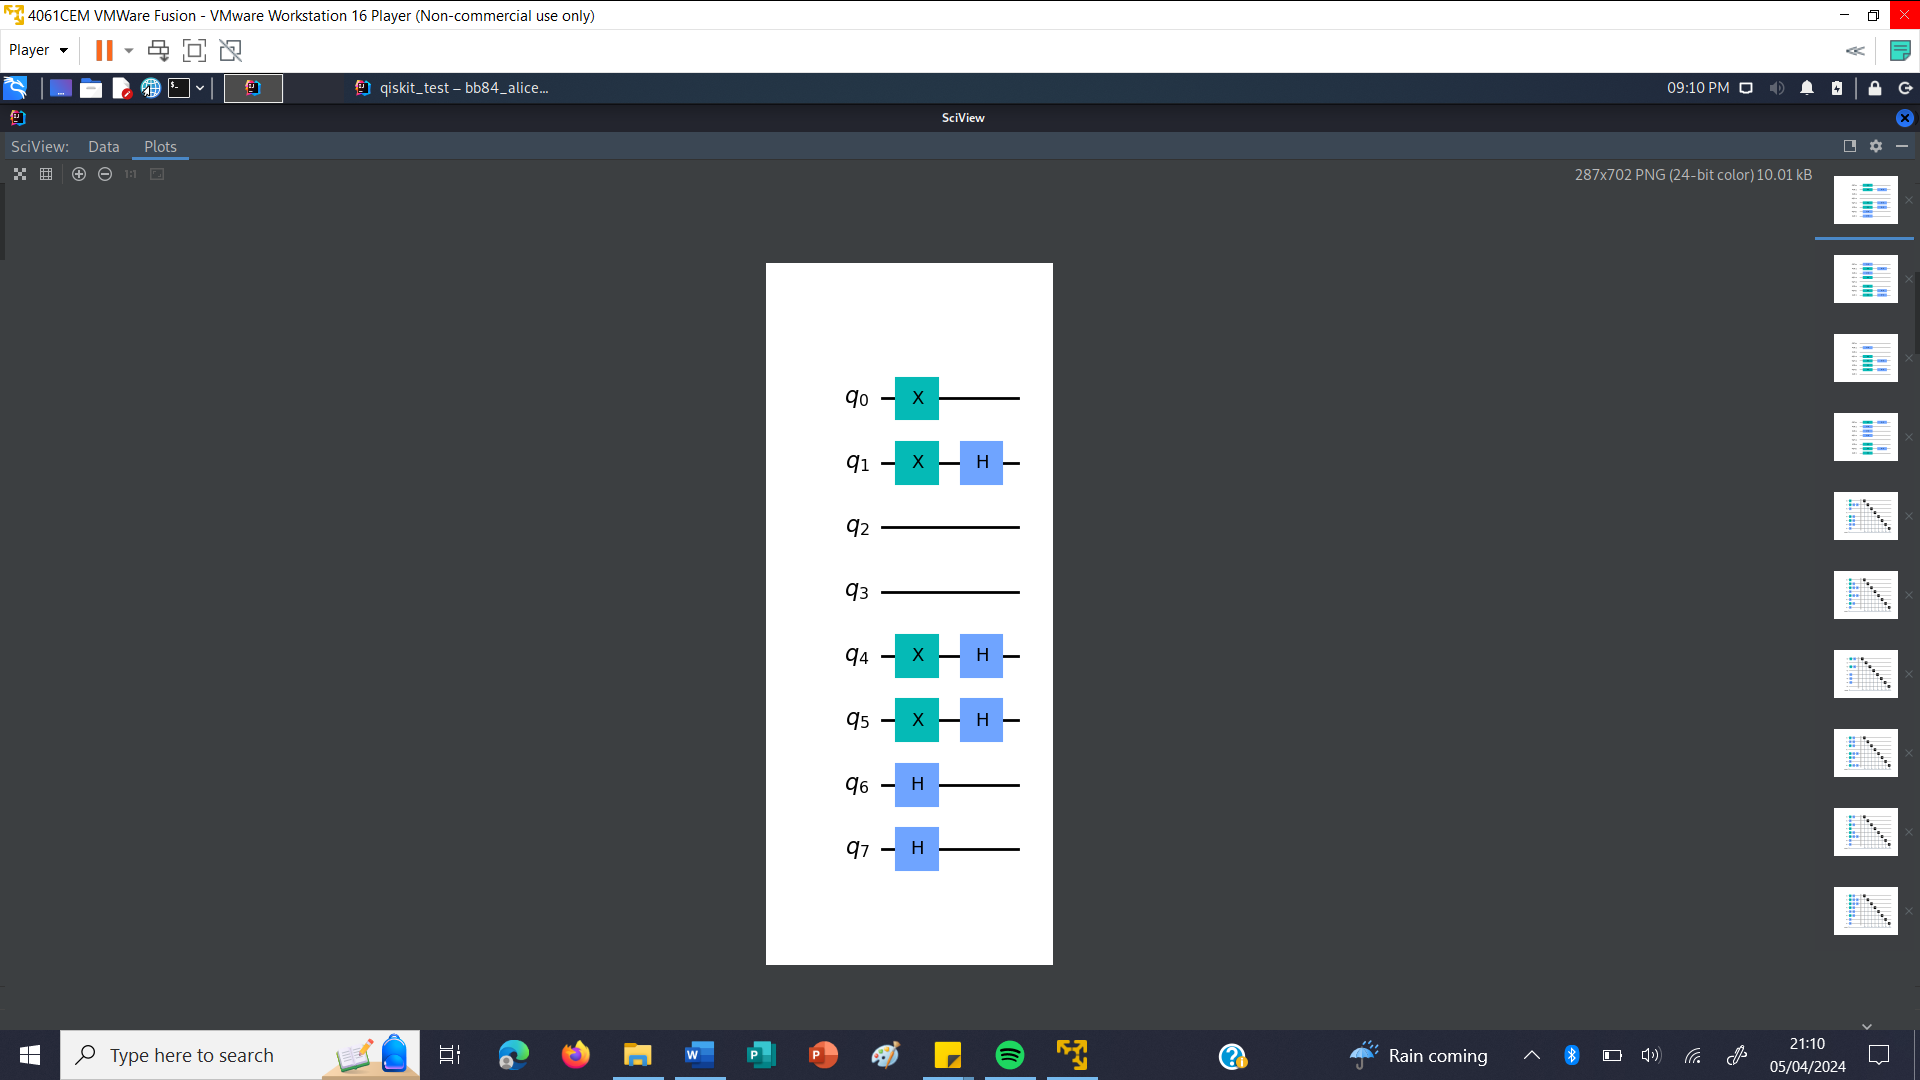 4061CEM VMWare Fusion - VMware Workstation 16 Player (Non-commercial use only)
Player
qiskit_test – bb84_alice...
09:10 PM
SciView
SciView: Data Plots
1:1
287x702 PNG (24-bit color) 10.01 kB
q0 X
q1 X H
q2
q3
q4 X H
q5 X H
q6 H
q7 H
Type here to search
Rain coming
21:10
05/04/2024